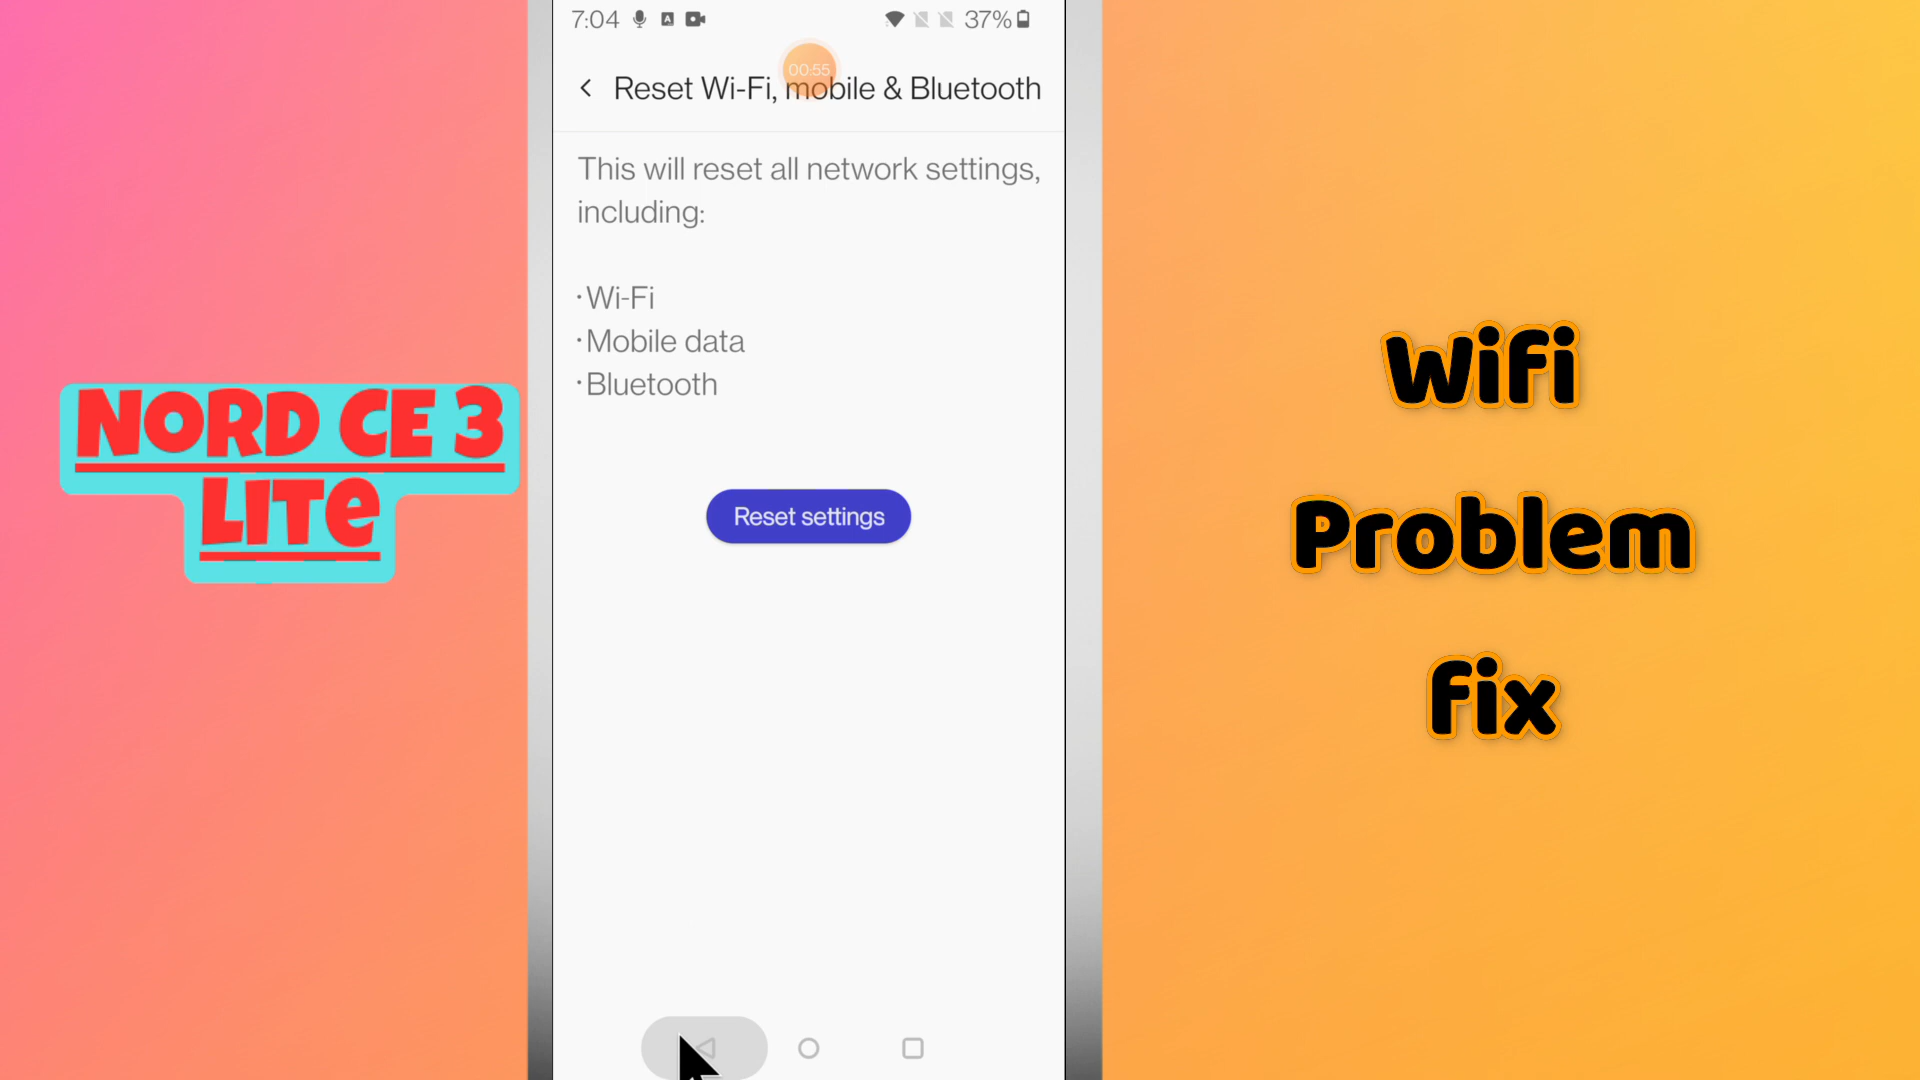 7:04
37%
00:55
Reset Wi-Fi, mobile & Bluetooth
This will reset all network settings,
including:
·Wi-Fi
·Mobile data
·Bluetooth
Reset settings
NORD CE 3
LITe
WiFi
Problem
Fix